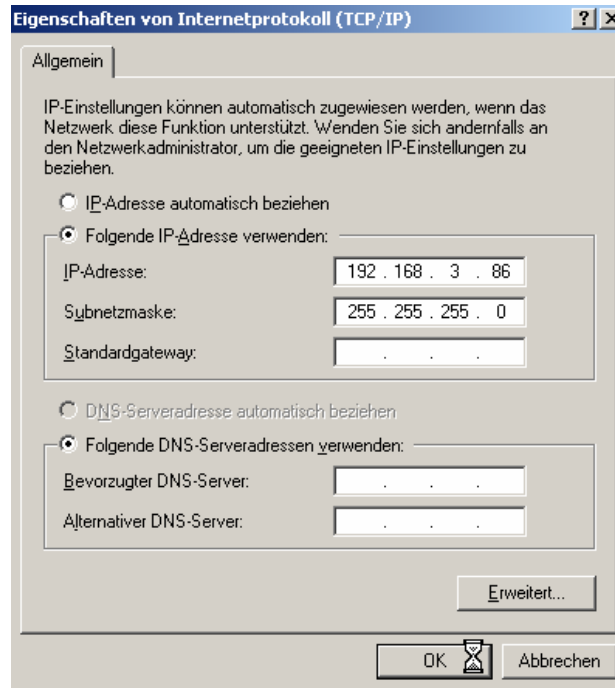 Eigenschaften von Internetprotokoll (TCP/IP)
Allgemein
IP-Einstellungen können automatisch zugewiesen werden, wenn das
Netzwerk diese Funktion unterstützt. Wenden Sie sich andernfalls an
den Netzwerkadministrator, um die geeigneten IP-Einstellungen zu
beziehen.
IP-Adresse automatisch beziehen
Folgende IP-Adresse verwenden:
IP-Adresse: 192 . 168 . 3 . 86
Subnetzmaske: 255 . 255 . 255 . 0
Standardgateway: . . .
DNS-Serveradresse automatisch beziehen
Folgende DNS-Serveradressen verwenden:
Bevorzugter DNS-Server: . . .
Alternativer DNS-Server: . . .
Erweitert...
OK Abbrechen